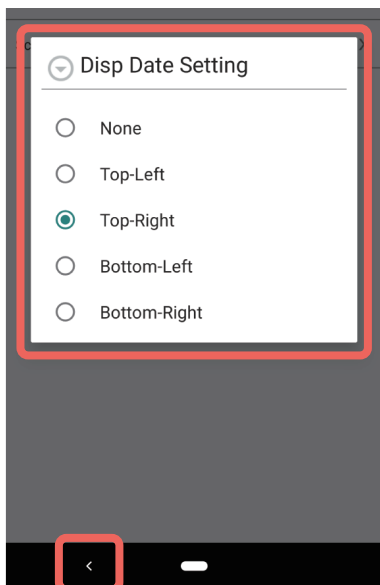 Disp Date Setting
None
Top-Left
Top-Right
Bottom-Left
Bottom-Right